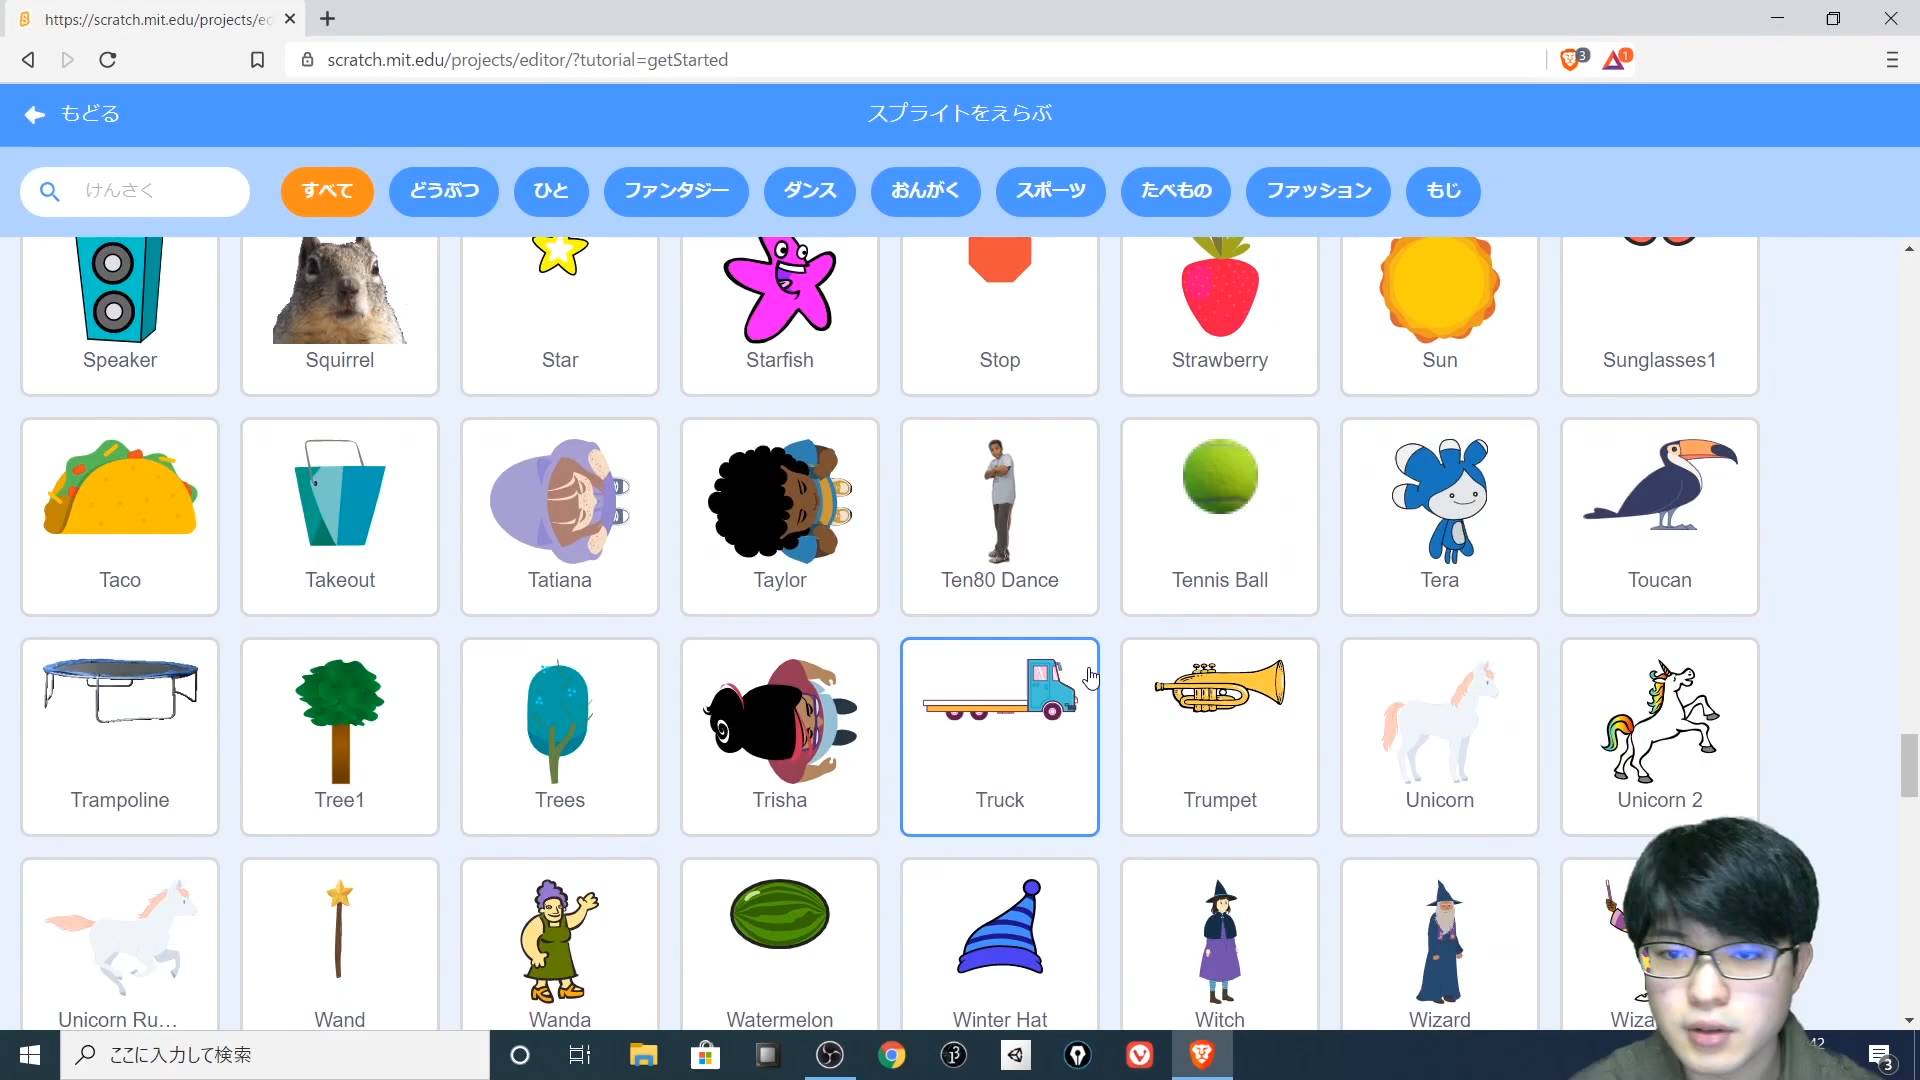 https://scratch.mit.edu/projects/ed
scratch.mit.edu/projects/editor/?tutorial=getStarted
3
1
もどる
スプライトをえらぶ
けんさく
すべて
どうぶつ
ひと
ファンタジー
ダンス
おんがく
スポーツ
たべもの
ファッション
もじ
Speaker
Squirrel
Star
Starfish
Stop
Strawberry
Sun
Sunglasses1
Taco
Takeout
Tatiana
Taylor
Ten80 Dance
Tennis Ball
Tera
Toucan
Trampoline
Tree1
Trees
Trisha
Truck
Trumpet
Unicorn
Unicorn 2
Unicorn Ru...
Wand
Wanda
Watermelon
Winter Hat
Witch
Wizard
Wiza
ここに入力して検索
42
3